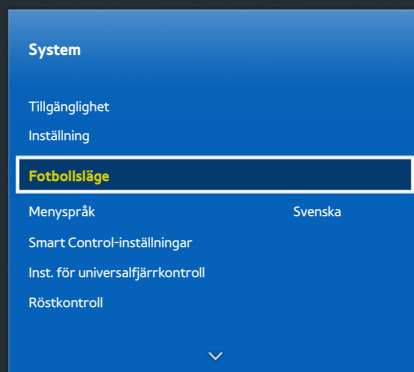 System
Tillgänglighet
Inställning
Fotbollsläge
Menyspråk Svenska
Smart Control-inställningar
Inst. för universalfjärrkontroll
Röstkontroll